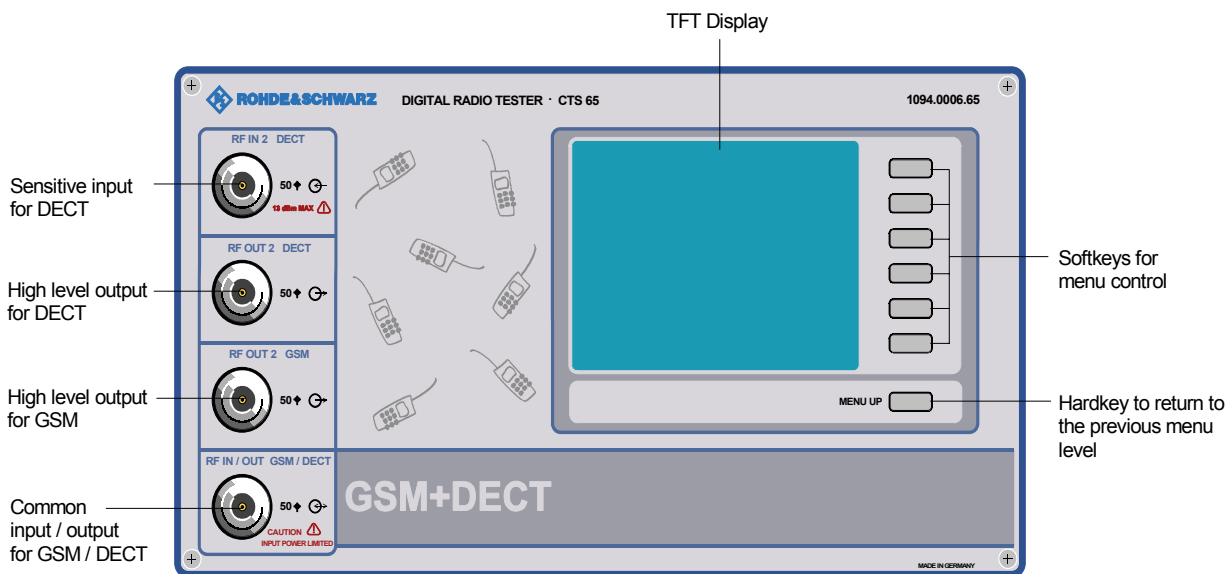 TFT Display
ROHDE&SCHWARZ
DIGITAL RADIO TESTER · CTS 65
1094.0006.65
RF IN 2 DECT
50
13 dBm MAX
Sensitive input
for DECT
RF OUT 2 DECT
50
High level output
for DECT
RF OUT 2 GSM
50
High level output
for GSM
RF IN / OUT GSM / DECT
50
CAUTION
INPUT POWER LIMITED
Common
input / output
for GSM / DECT
GSM+DECT
Softkeys for
menu control
MENU UP
Hardkey to return to
the previous menu
level
MADE IN GERMANY